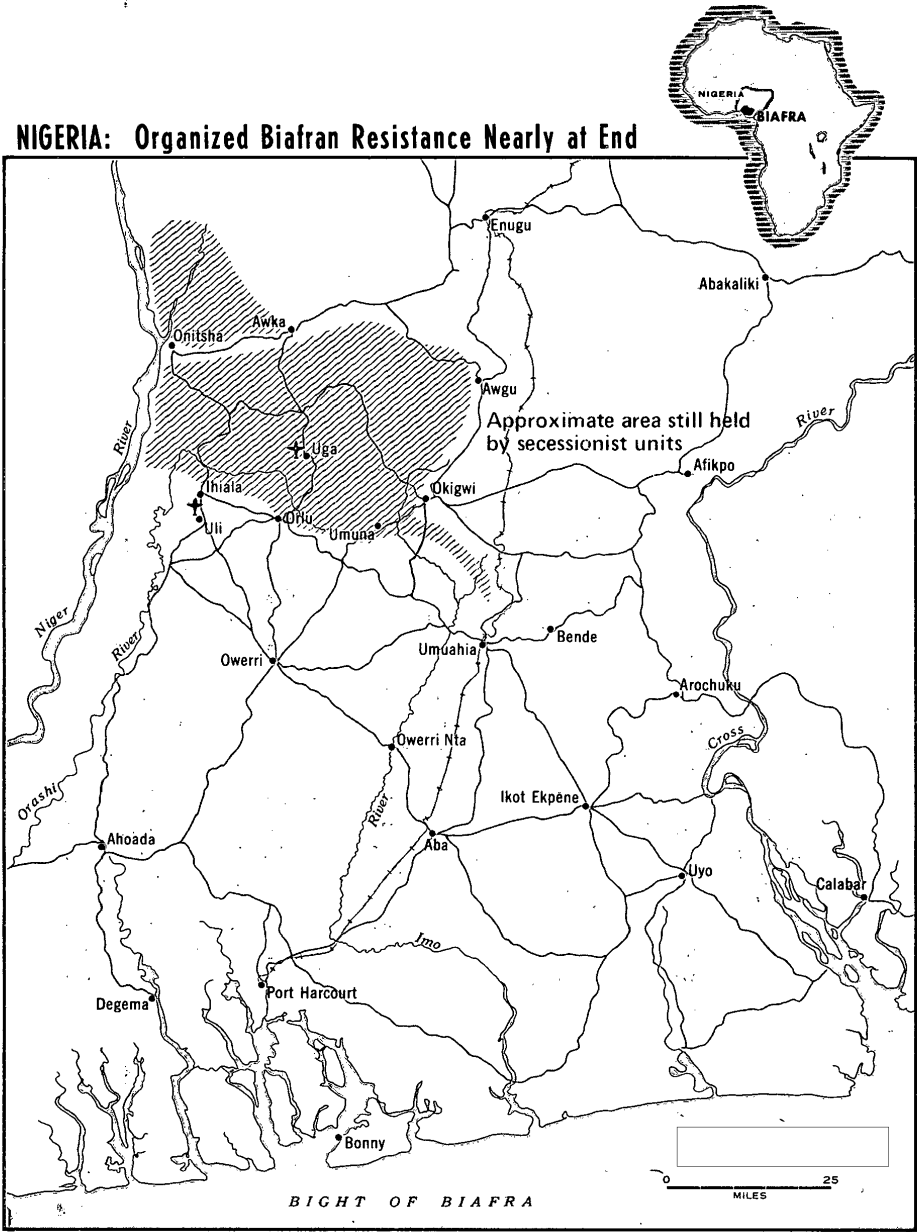 NIGERIA
BIAFRA
NIGERIA: Organized Biafran Resistance Nearly at End
Enugu
Abakaliki
Awka
Onitsha
Awgu
Approximate area still held
by secessionist units
River
River
Uga
Afikpo
Ihiala
Okigwi
Orlu
Uli
Umuna
Niger
River
Bende
Umuahia
Owerri
Arochuku
Cross
Owerri Nta
Orashi
River
Ikot Ekpene
Ahoada
Aba
Uyo
Calabar
Imo
Port Harcourt
Degema
Bonny
0 25
MILES
BIGHT OF BIAFRA